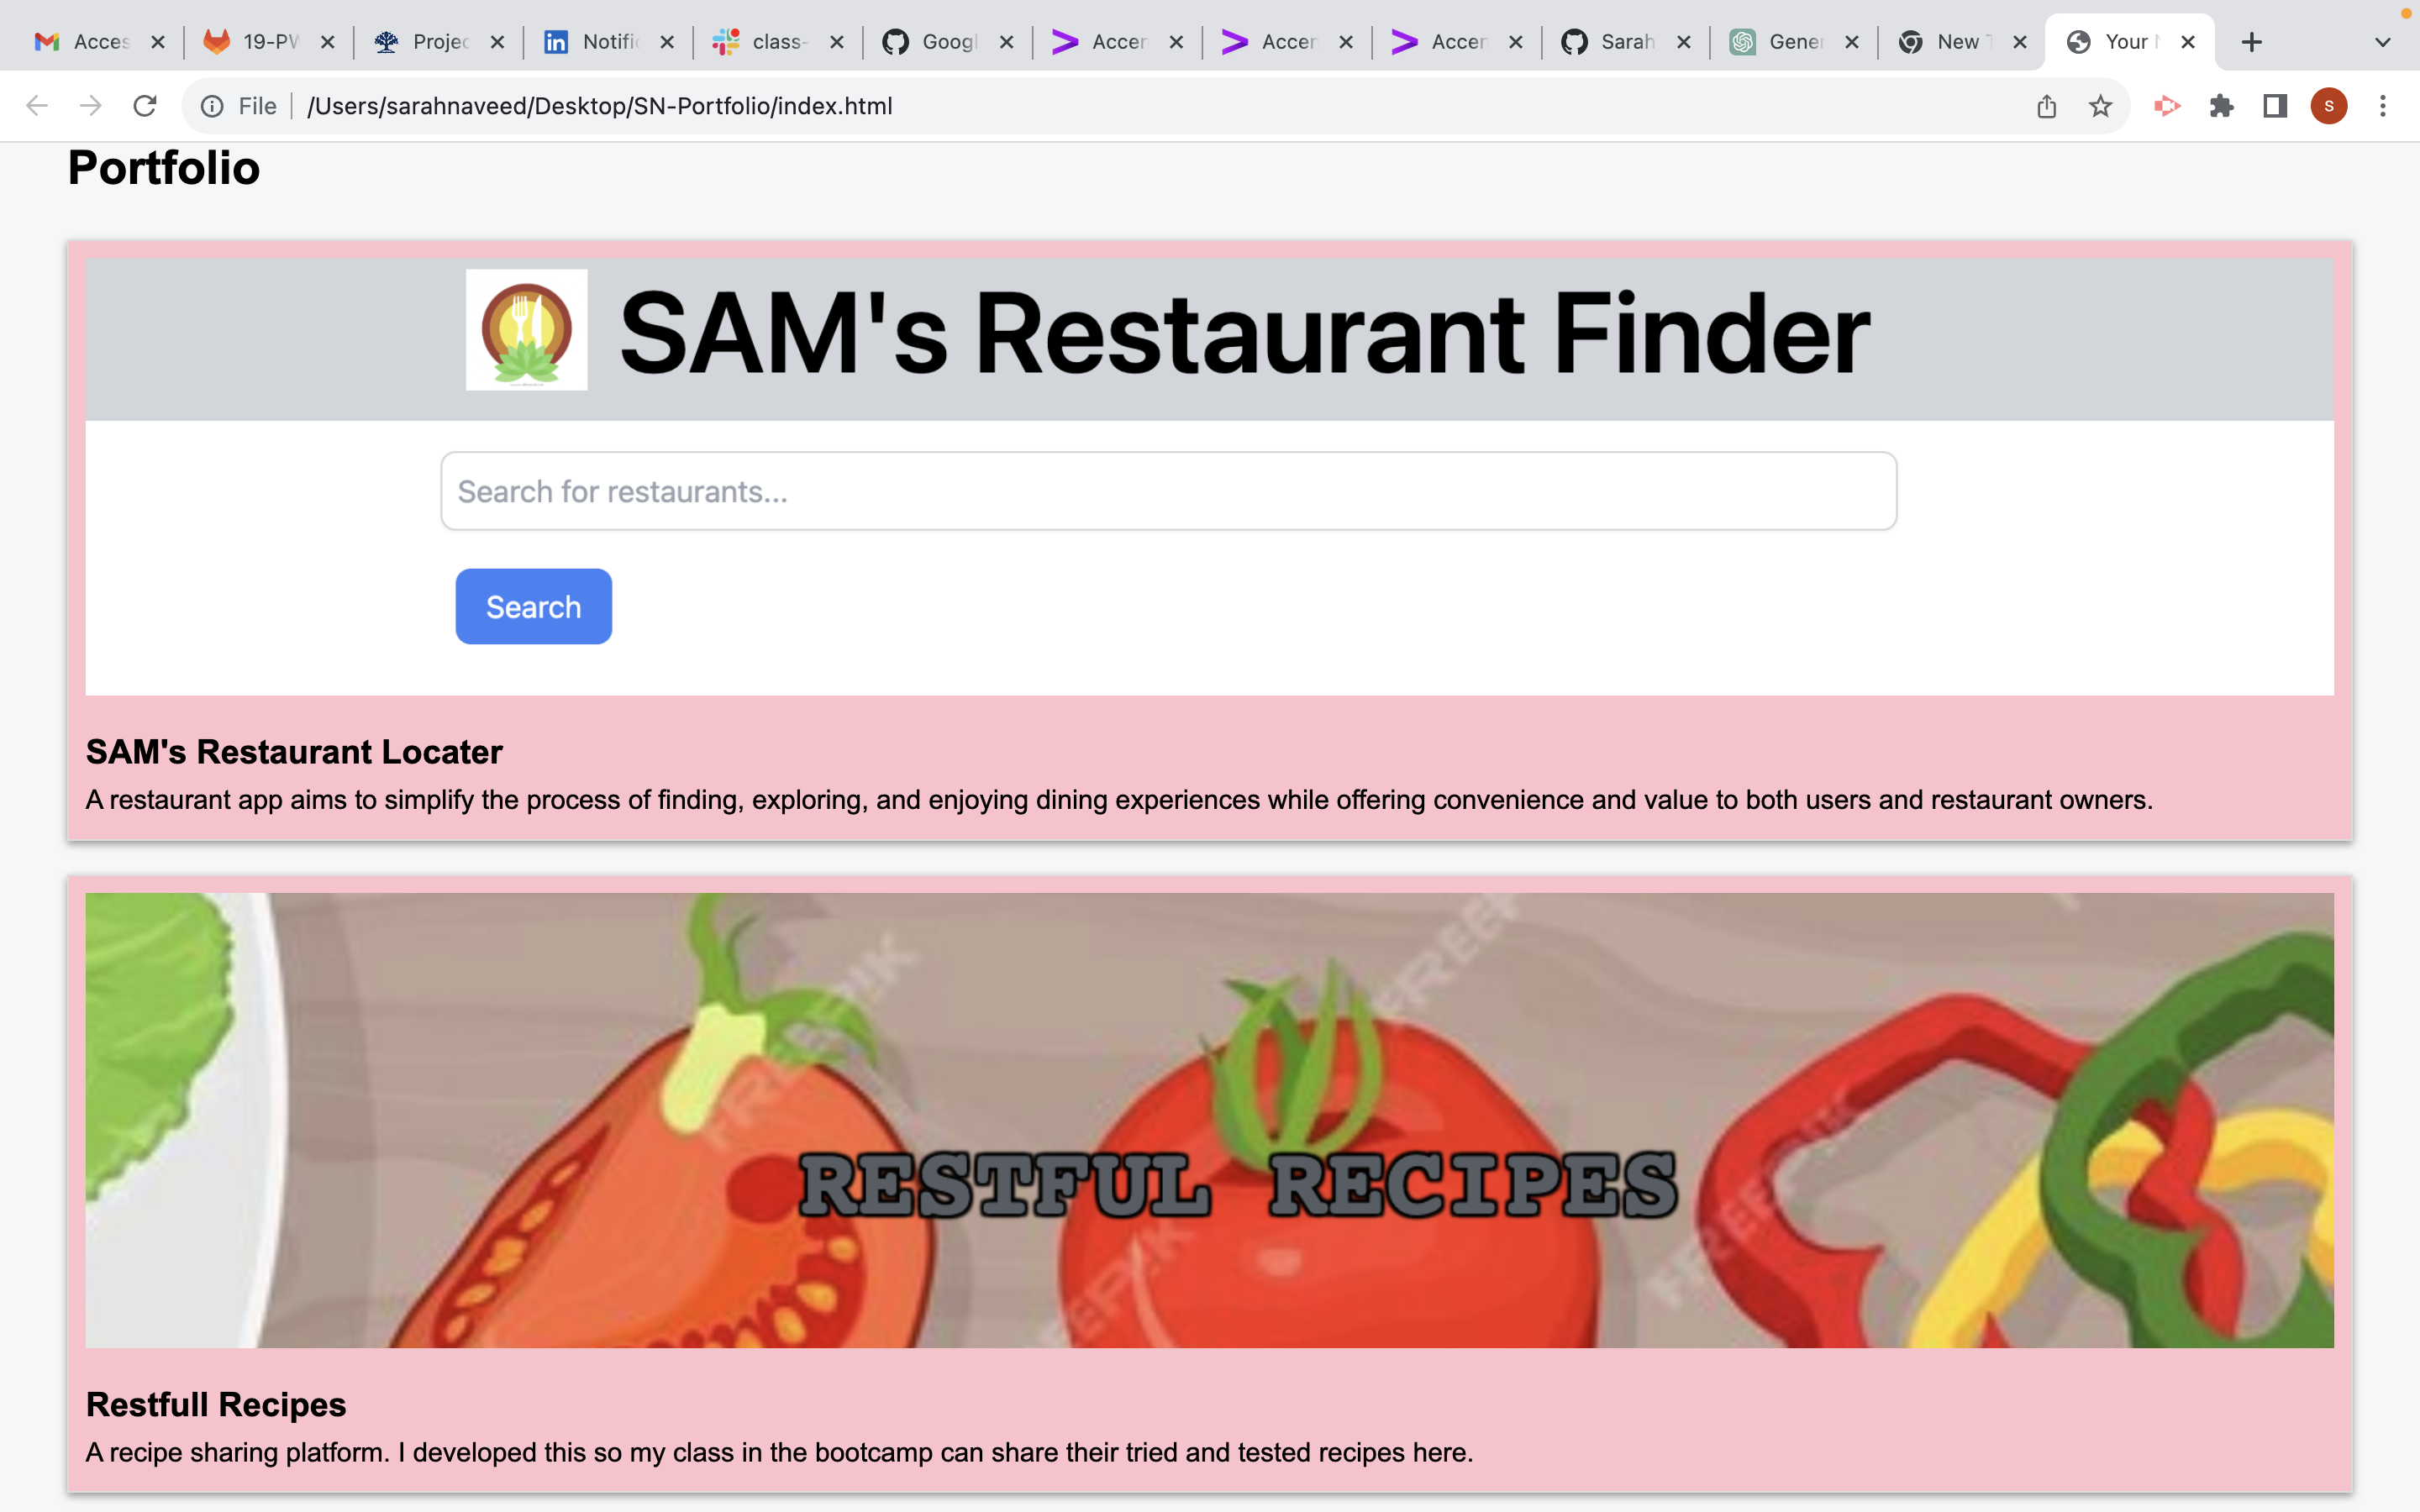 Acces
19-PW
Projec
Notific
class-
Googl
Accen
Accen
Accen
Sarah
Gener
New T
Your N
File
/Users/sarahnaveed/Desktop/SN-Portfolio/index.html
S
Portfolio
SAM's Restaurant Finder
Search for restaurants...
Search
SAM's Restaurant Locater
A restaurant app aims to simplify the process of finding, exploring, and enjoying dining experiences while offering convenience and value to both users and restaurant owners.
RESTFUL RECIPES
Restfull Recipes
A recipe sharing platform. I developed this so my class in the bootcamp can share their tried and tested recipes here.